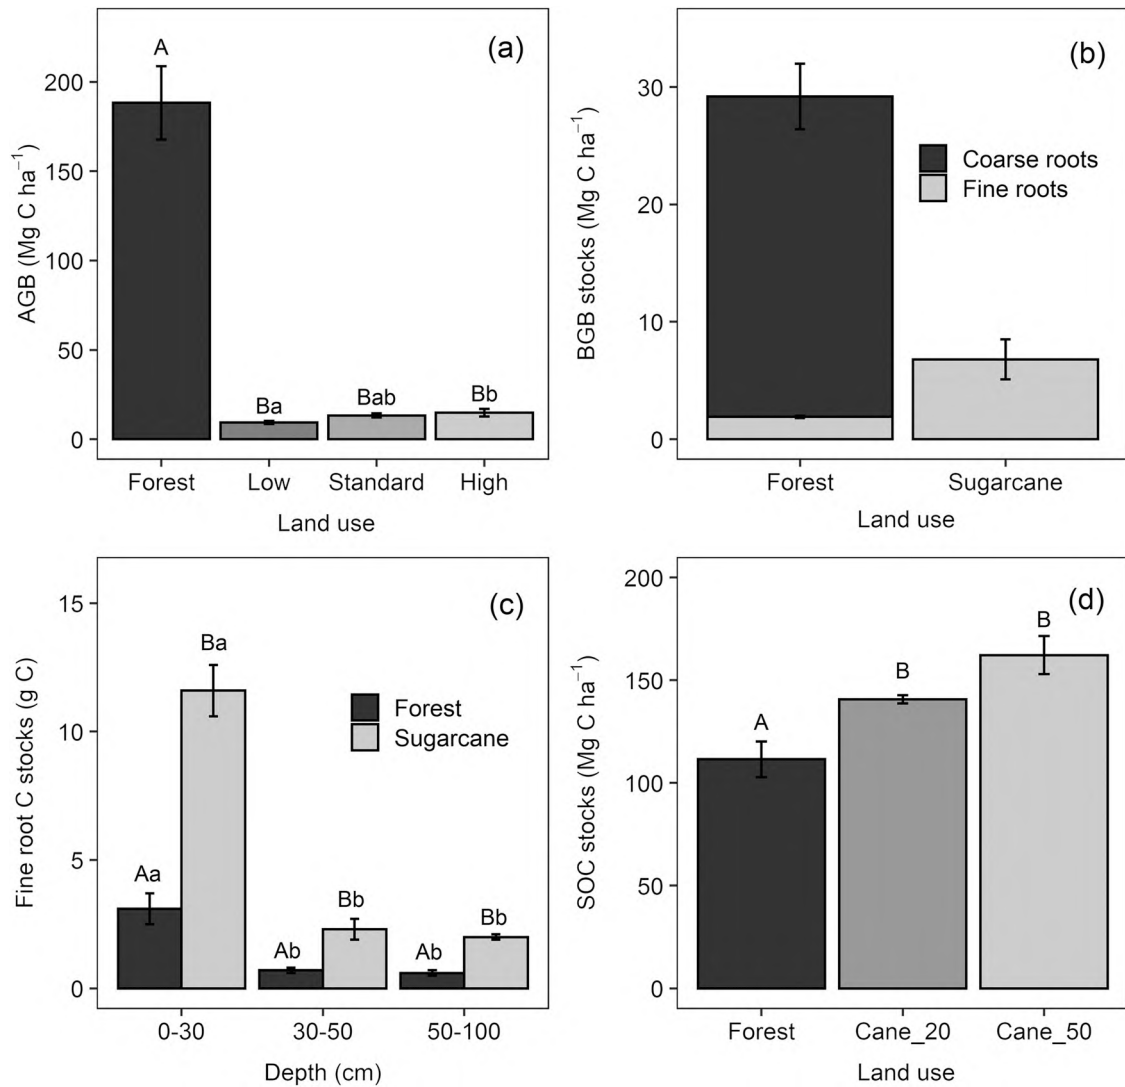 (a)
AGB (Mg C ha⁻¹)
200
150
100
50
0
A
Ba
Bab
Bb
Forest Low Standard High
Land use
(b)
BGB stocks (Mg C ha⁻¹)
30
20
10
0
Coarse roots
Fine roots
Forest Sugarcane
Land use
(c)
Fine root C stocks (g C)
15
10
5
0
Aa
Ba
Ab
Bb
Ab
Bb
Forest
Sugarcane
0-30 30-50 50-100
Depth (cm)
(d)
SOC stocks (Mg C ha⁻¹)
200
150
100
50
0
A
B
B
Forest Cane_20 Cane_50
Land use